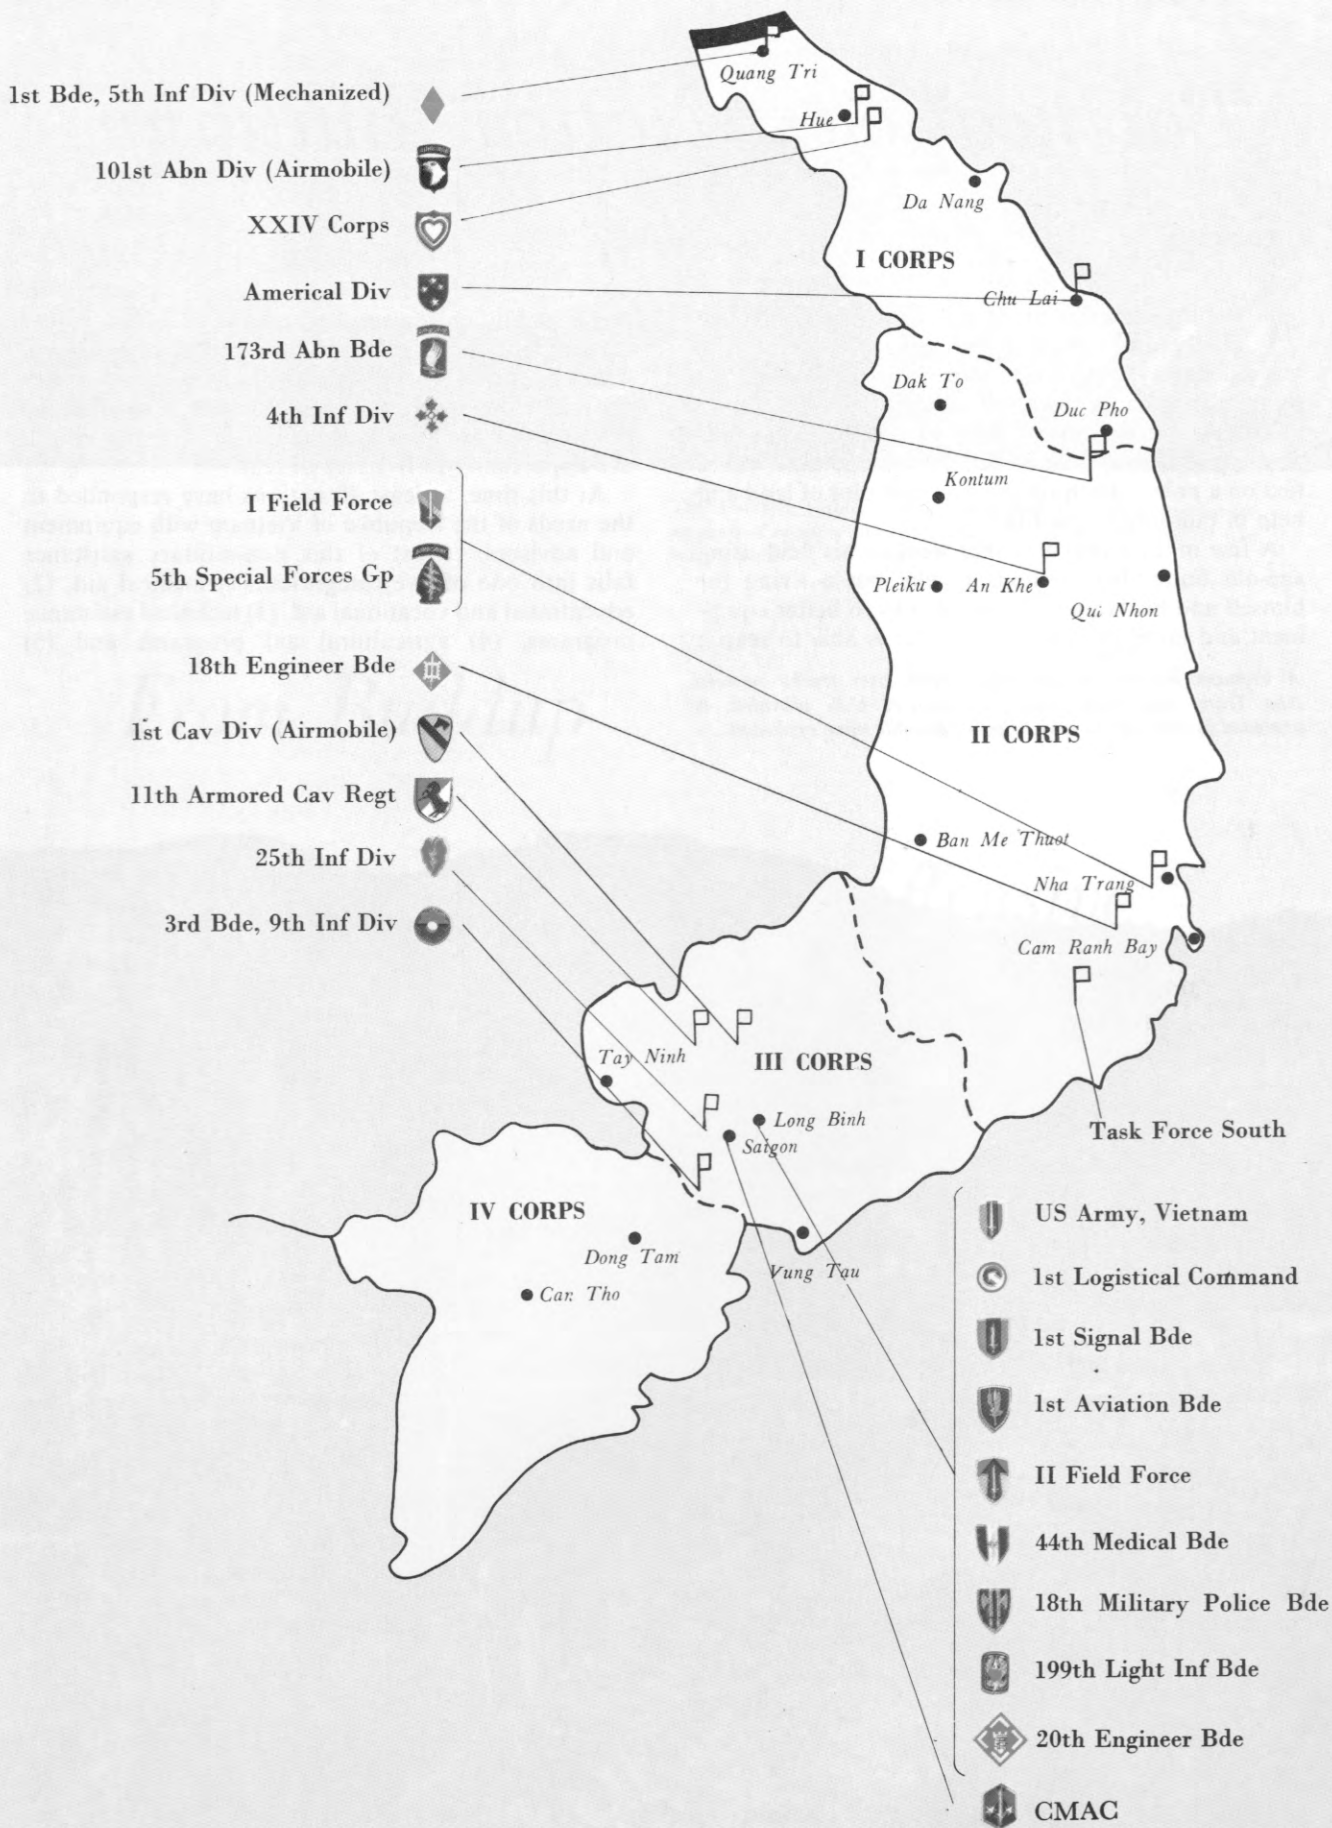 Quang Tri
1st Bde, 5th Inf Div (Mechanized)
Hue
101st Abn Div (Airmobile)
Da Nang
XXIV Corps
I CORPS
Americal Div
Chu Lai
173rd Abn Bde
Dak To
4th Inf Div
Duc Pho
Kontum
I Field Force
5th Special Forces Gp
Pleiku
An Khe
Qui Nhon
18th Engineer Bde
1st Cav Div (Airmobile)
II CORPS
11th Armored Cav Regt
25th Inf Div
Ban Me Thuot
Nha Trang
3rd Bde, 9th Inf Div
Cam Ranh Bay
Tay Ninh
III CORPS
Long Binh
Saigon
Task Force South
IV CORPS
Dong Tam
Can Tho
Vung Tau
US Army, Vietnam
1st Logistical Command
1st Signal Bde
1st Aviation Bde
II Field Force
44th Medical Bde
18th Military Police Bde
199th Light Inf Bde
20th Engineer Bde
CMAC